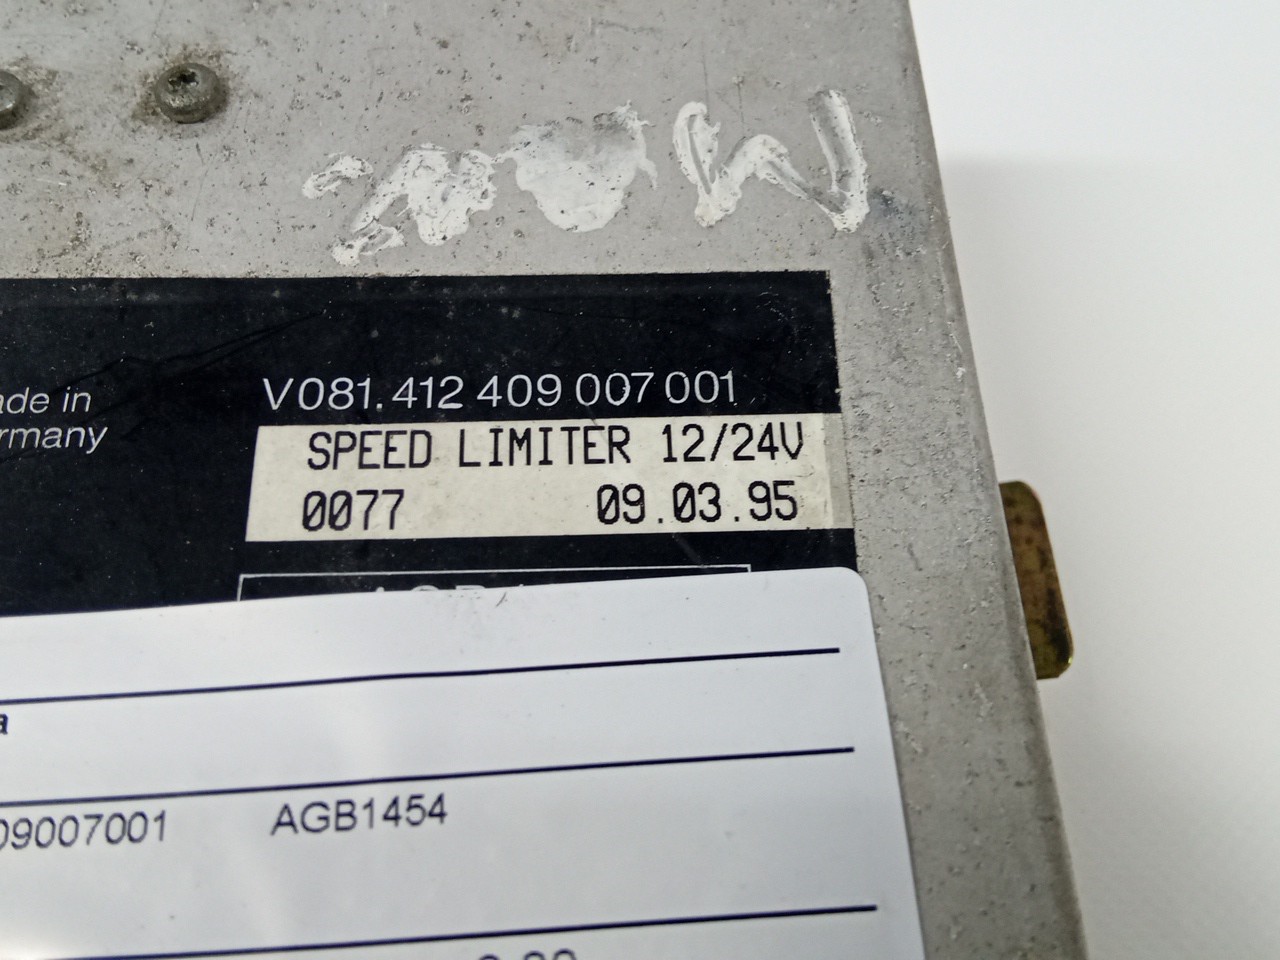 V081.412 409 007 001
ade in
rmany
SPEED LIMITER 12/24V
0077 09.03.95
a
09007001 AGB1454